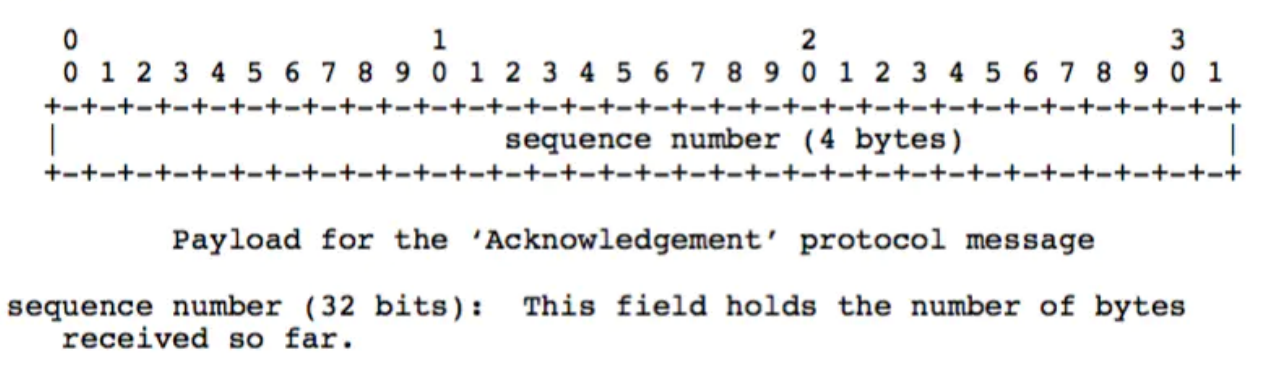 0                   1                   2                   3
0 1 2 3 4 5 6 7 8 9 0 1 2 3 4 5 6 7 8 9 0 1 2 3 4 5 6 7 8 9 0 1
+-+-+-+-+-+-+-+-+-+-+-+-+-+-+-+-+-+-+-+-+-+-+-+-+-+-+-+-+-+-+-+-+
|                        sequence number (4 bytes)              |
+-+-+-+-+-+-+-+-+-+-+-+-+-+-+-+-+-+-+-+-+-+-+-+-+-+-+-+-+-+-+-+-+
Payload for the ‘Acknowledgement’ protocol message
sequence number (32 bits):  This field holds the number of bytes
received so far.